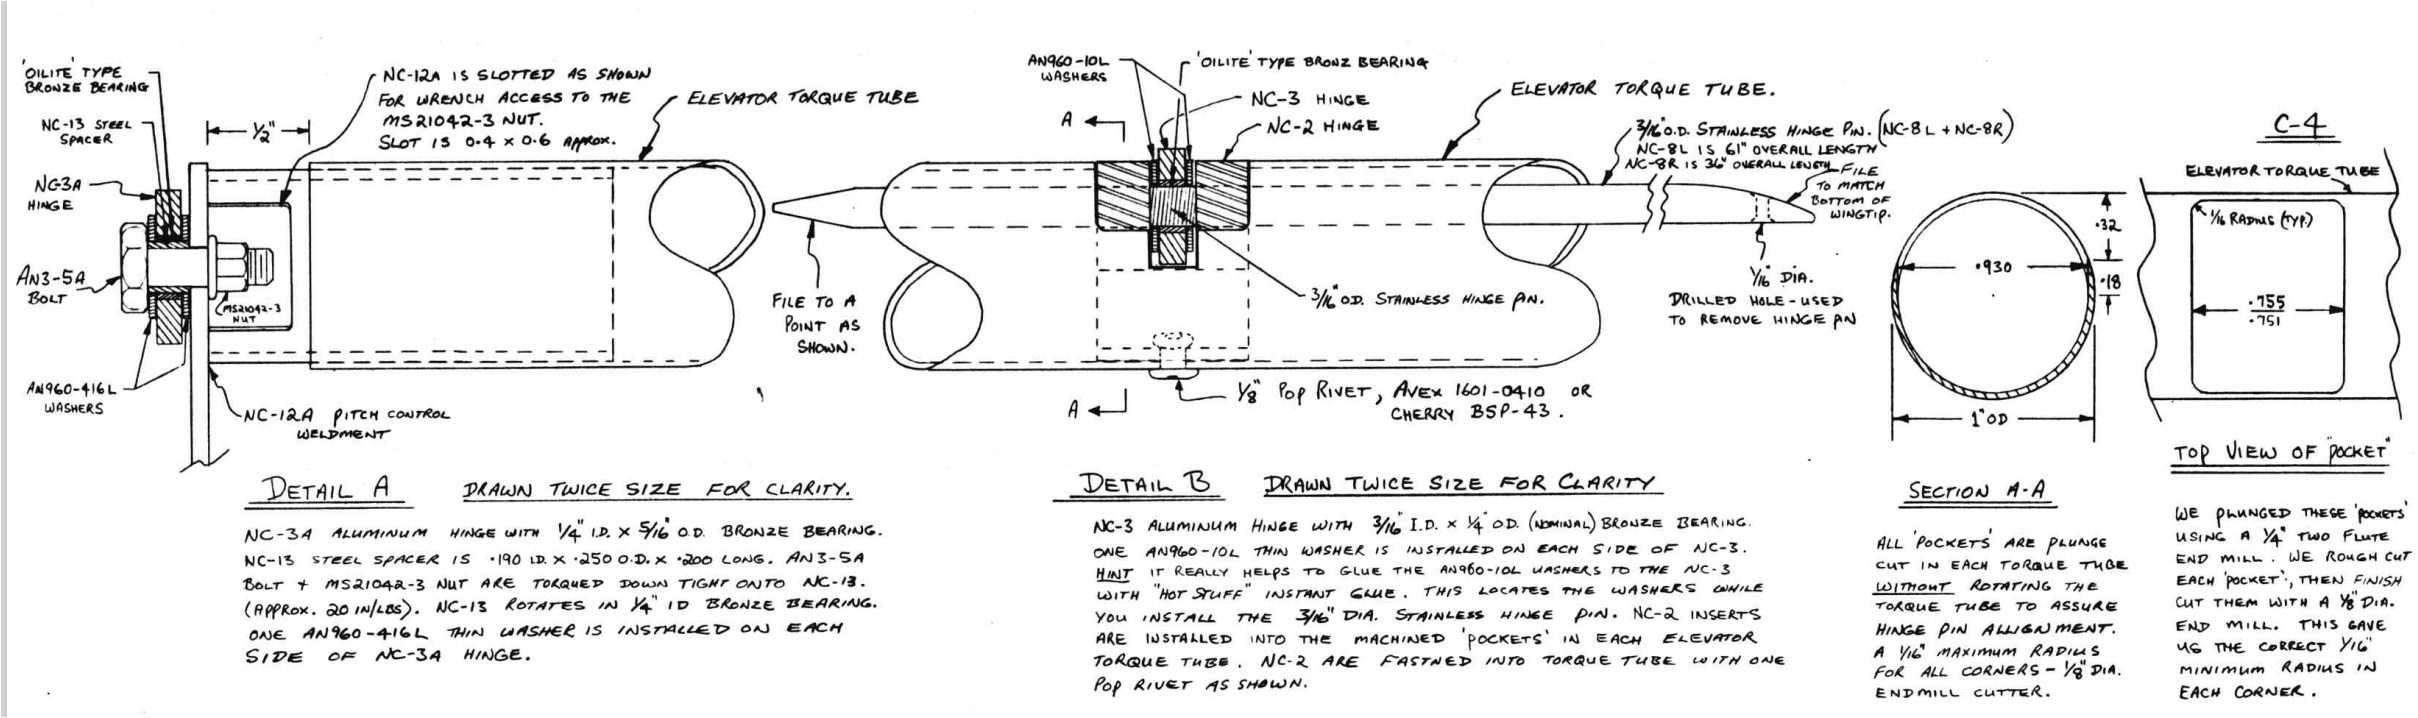 'OILITE' TYPE
BRONZE BEARING
NC-13 STEEL
SPACER
NC-3A
HINGE
AN3-5A
BOLT
AN960-416L
WASHERS
1/2"
NC-12A IS SLOTTED AS SHOWN
FOR WRENCH ACCESS TO THE
MS21042-3 NUT.
SLOT IS 0.4 X 0.6 APPROX.
ELEVATOR TORQUE TUBE
MS21042-3
NUT
NC-12A PITCH CONTROL
WELDMENT
DETAIL A DRAWN TWICE SIZE FOR CLARITY.
NC-3A ALUMINUM HINGE WITH 1/4" I.D. X 5/16" O.D. BRONZE BEARING.
NC-13 STEEL SPACER IS .190 I.D. X .250 O.D. X .200 LONG. AN3-5A
BOLT + MS21042-3 NUT ARE TORQUED DOWN TIGHT ONTO NC-13.
(APPROX. 20 IN/LBS). NC-13 ROTATES IN 1/4" ID BRONZE BEARING.
ONE AN960-416L THIN WASHER IS INSTALLED ON EACH
SIDE OF NC-3A HINGE.
AN960-10L
WASHERS
'OILITE' TYPE BRONZ BEARING
NC-3 HINGE
NC-2 HINGE
A
ELEVATOR TORQUE TUBE.
3/16" O.D. STAINLESS HINGE PIN. (NC-8L + NC-8R)
NC-8L IS 61" OVERALL LENGTH
NC-8R IS 36" OVERALL LENGTH
FILE
TO MATCH
BOTTOM OF
WINGTIP.
FILE TO A
POINT AS
SHOWN.
3/16" O.D. STAINLESS HINGE PIN.
1/16" DIA.
DRILLED HOLE - USED
TO REMOVE HINGE PIN
A
1/8" POP RIVET, AVEX 1601-0410 OR
CHERRY BSP-43.
DETAIL B DRAWN TWICE SIZE FOR CLARITY
NC-3 ALUMINUM HINGE WITH 3/16" I.D. X 1/4" O.D. (NOMINAL) BRONZE BEARING.
ONE AN960-10L THIN WASHER IS INSTALLED ON EACH SIDE OF NC-3.
HINT IT REALLY HELPS TO GLUE THE AN960-10L WASHERS TO THE NC-3
WITH "HOT STUFF" INSTANT GLUE. THIS LOCATES THE WASHERS WHILE
YOU INSTALL THE 3/16" DIA. STAINLESS HINGE PIN. NC-2 INSERTS
ARE INSTALLED INTO THE MACHINED 'POCKETS' IN EACH ELEVATOR
TORQUE TUBE. NC-2 ARE FASTNED INTO TORQUE TUBE WITH ONE
POP RIVET AS SHOWN.
C-4
ELEVATOR TORQUE TUBE
1/16 RADIUS (TYP.)
.32
.930
.18
.755
.751
1" OD
TOP VIEW OF "POCKET"
SECTION A-A
ALL 'POCKETS' ARE PLUNGE
CUT IN EACH TORQUE TUBE
WITHOUT ROTATING THE
TORQUE TUBE TO ASSURE
HINGE PIN ALLIGNMENT.
A 1/16" MAXIMUM RADIUS
FOR ALL CORNERS - 1/8" DIA.
ENDMILL CUTTER.
WE PLUNGED THESE 'POCKETS'
USING A 1/4" TWO FLUTE
END MILL. WE ROUGH CUT
EACH 'POCKET', THEN FINISH
CUT THEM WITH A 1/8" DIA.
END MILL. THIS GAVE
US THE CORRECT 1/16"
MINIMUM RADIUS IN
EACH CORNER.